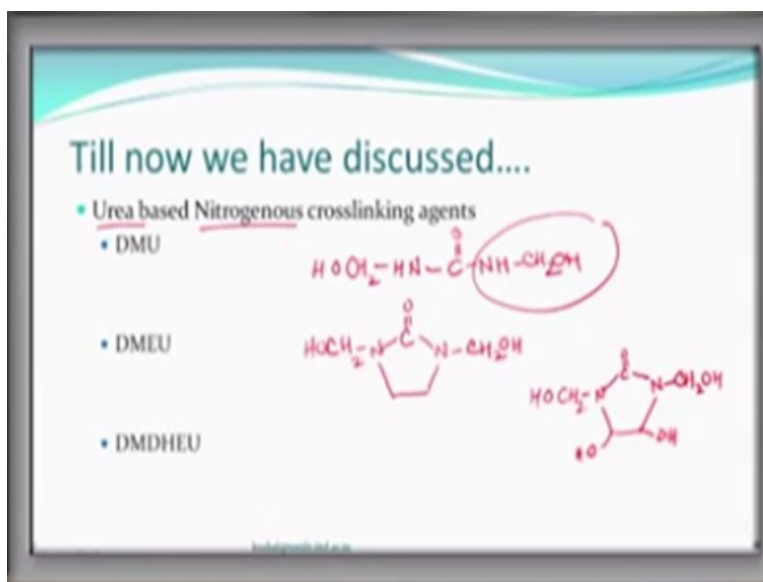 Till now we have discussed....
• Urea based Nitrogenous crosslinking agents
• DMU
HOCH2-HN-C-NH-CH2OH
O
• DMEU
O
HOCH2-N C N-CH2OH
O
HOCH2-N C N-CH2OH
HO OH
• DMDHEU